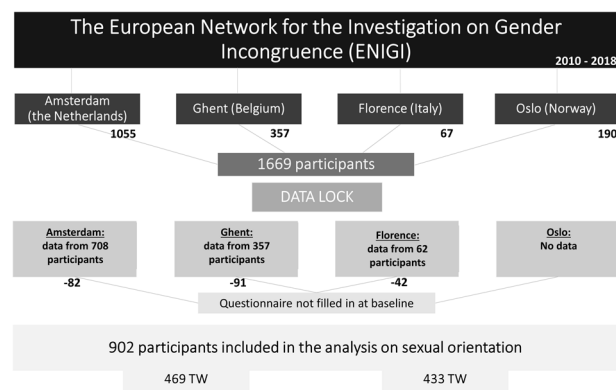 The European Network for the Investigation on Gender
Incongruence (ENIGI)
2010 - 2018
Amsterdam
(the Netherlands)
1055
Ghent (Belgium)
357
Florence (Italy)
67
Oslo (Norway)
190
1669 participants
DATA LOCK
Amsterdam:
data from 708
participants
-82
Ghent:
data from 357
participants
-91
Florence:
data from 62
participants
-42
Oslo:
No data
Questionnaire not filled in at baseline
902 participants included in the analysis on sexual orientation
469 TW
433 TW